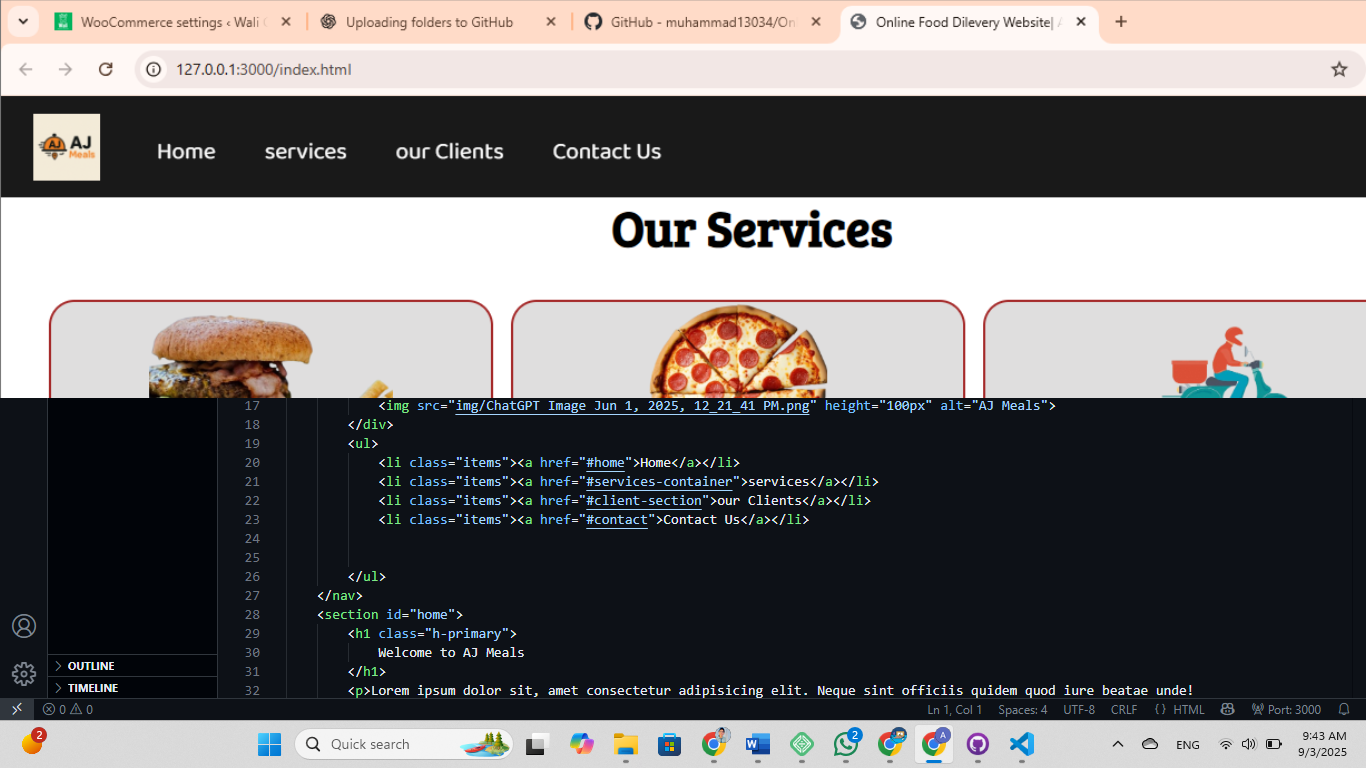 WooCommerce settings ‹ Wali
Uploading folders to GitHub
GitHub - muhammad13034/On
Online Food Dilevery Website|
127.0.0.1:3000/index.html
AJ
AJ
Meals
Home services our Clients Contact Us
Our Services
17 <img src="img/ChatGPT Image Jun 1, 2025, 12_21_41 PM.png" height="100px" alt="AJ Meals">
18 </div>
19 <ul>
20 <li class="items"><a href="#home">Home</a></li>
21 <li class="items"><a href="#services-container">services</a></li>
22 <li class="items"><a href="#client-section">our Clients</a></li>
23 <li class="items"><a href="#contact">Contact Us</a></li>
24
25
26 </ul>
27 </nav>
28 <section id="home">
29 <h1 class="h-primary">
30 Welcome to AJ Meals
31 </h1>
32 <p>Lorem ipsum dolor sit, amet consectetur adipisicing elit. Neque sint officiis quidem quod iure beatae unde!
OUTLINE
TIMELINE
0 0 Ln 1, Col 1 Spaces: 4 UTF-8 CRLF {} HTML Port: 3000
2 Quick search 2 A ENG 9:43 AM
9/3/2025